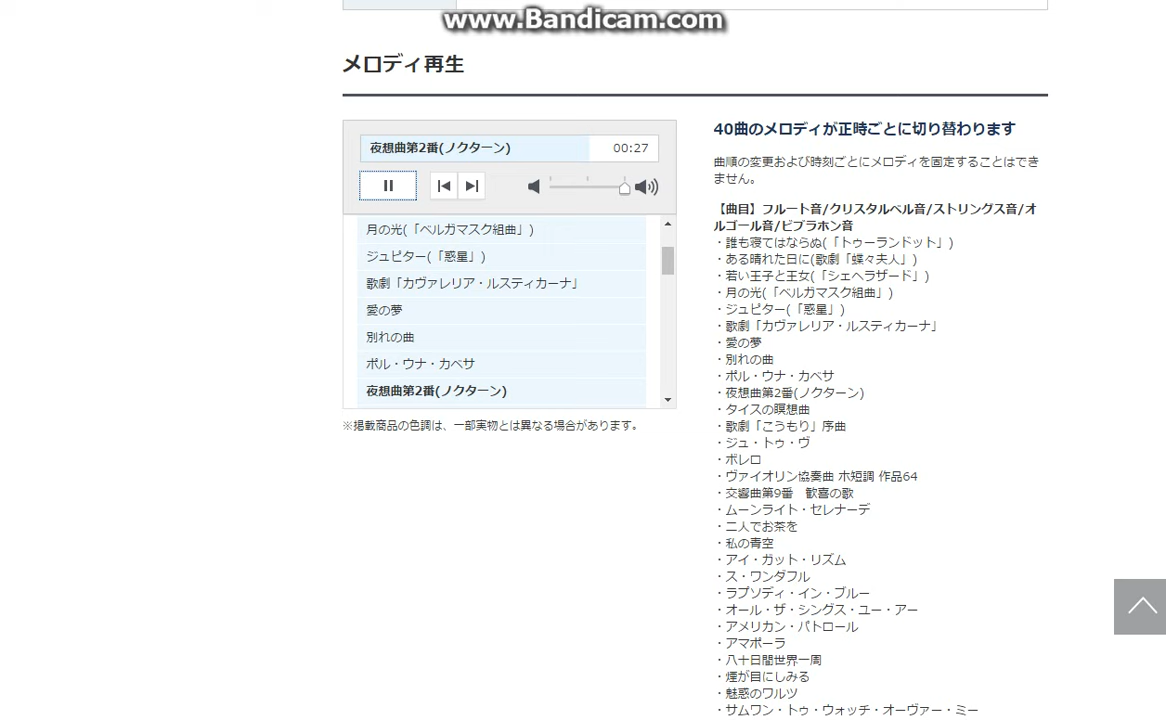 www.Bandicam.com
メロディ再生
夜想曲第2番(ノクターン)
00:27
月の光(「ベルガマスク組曲」)
ジュピター(「惑星」)
歌劇「カヴァレリア・ルスティカーナ」
愛の夢
別れの曲
ポル・ウナ・カベサ
夜想曲第2番(ノクターン)
※掲載商品の色調は、一部実物とは異なる場合があります。
40曲のメロディが正時ごとに切り替わります
曲順の変更および時刻ごとにメロディを固定することはでき
ません。
【曲目】フルート音/クリスタルベル音/ストリングス音/オ
ルゴール音/ビブラホン音
・誰も寝てはならぬ(「トゥーランドット」)
・ある晴れた日に(歌劇「蝶々夫人」)
・若い王子と王女(「シェヘラザード」)
・月の光(「ベルガマスク組曲」)
・ジュピター(「惑星」)
・歌劇「カヴァレリア・ルスティカーナ」
・愛の夢
・別れの曲
・ポル・ウナ・カベサ
・夜想曲第2番(ノクターン)
・タイスの瞑想曲
・歌劇「こうもり」序曲
・ジュ・トゥ・ヴ
・ボレロ
・ヴァイオリン協奏曲 ホ短調 作品64
・交響曲第9番　歓喜の歌
・ムーンライト・セレナーデ
・二人でお茶を
・私の青空
・アイ・ガット・リズム
・ス・ワンダフル
・ラプソディ・イン・ブルー
・オール・ザ・シングス・ユー・アー
・アメリカン・パトロール
・アマポーラ
・八十日間世界一周
・煙が目にしみる
・魅惑のワルツ
・サムワン・トゥ・ウォッチ・オーヴァー・ミー